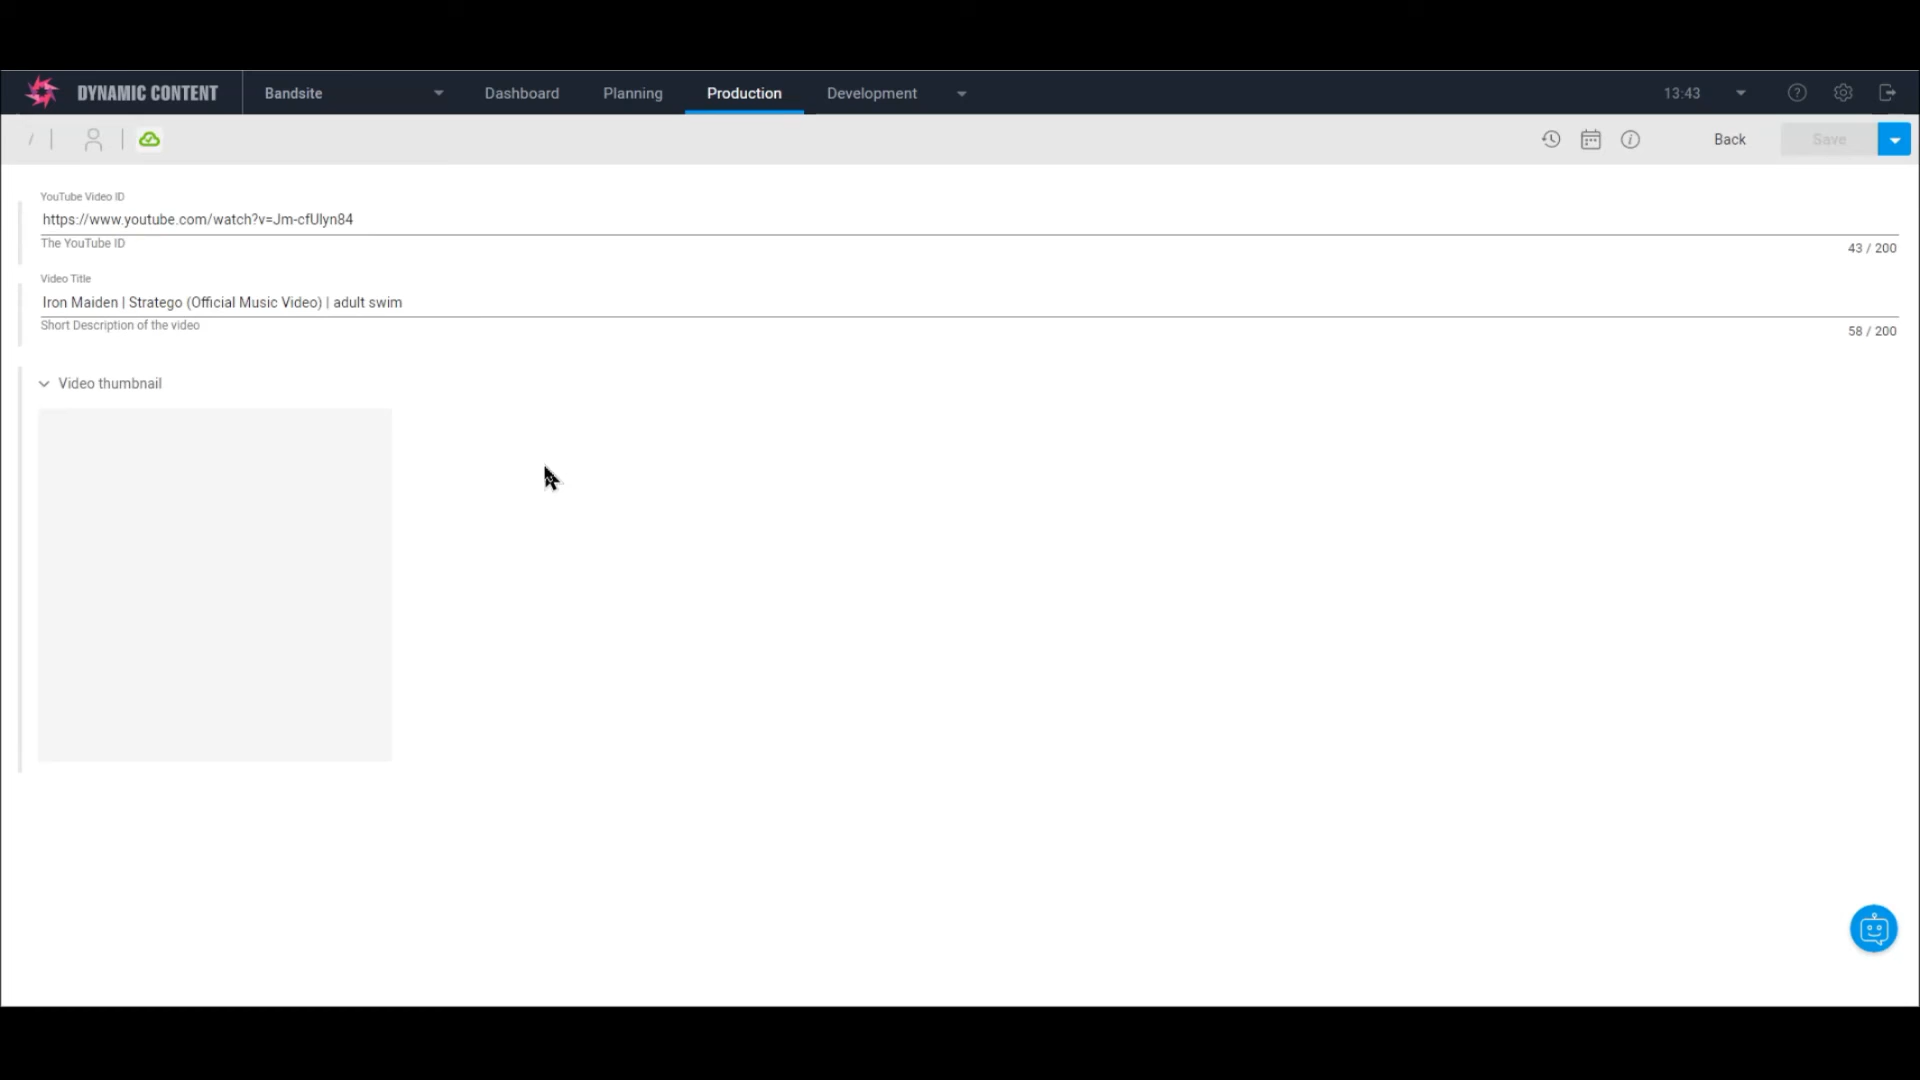 DYNAMIC CONTENT
Bandsite
Dashboard
Planning
Production
Development
13:43
/
Back
Save
YouTube Video ID
https://www.youtube.com/watch?v=Jm-cfUlyn84
The YouTube ID
43 / 200
Video Title
Iron Maiden | Stratego (Official Music Video) | adult swim
Short Description of the video
58 / 200
Video thumbnail